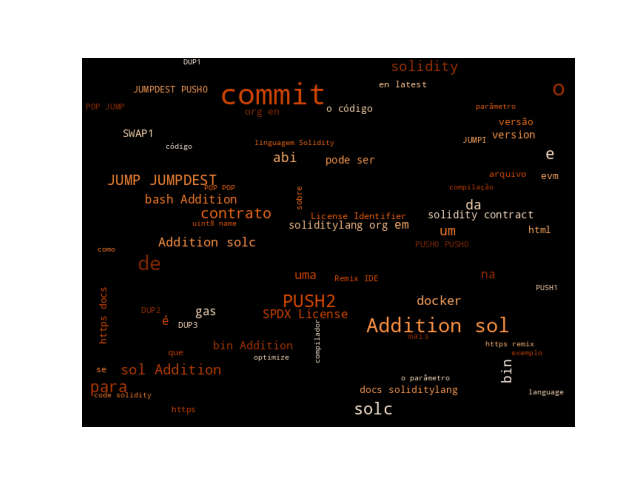 DUP1
solidity
en latest
JUMPDEST PUSH0
commit
o
POP JUMP
org en
o código
parâmetro
versão
SWAP1
version
JUMPI
linguagem Solidity
código
abi
pode ser
e
arquivo
evm
JUMP JUMPDEST
POP POP
compilação
bash Addition
sobre
da
contrato
License Identifier
solidity contract
uint8 name
soliditylang org em
um
html
Addition solc
PUSH0 PUSH0
como
de
uma
Remix IDE
na
PUSH1
https docs
PUSH2
docker
DUP2
gas
SPDX License
è
DUP3
Addition sol
compilador
mais
bin Addition
https remix
que
optimize
exemplo
se
sol Addition
bin
o parâmetro
para
code solidity
docs soliditylang
language
https
solc